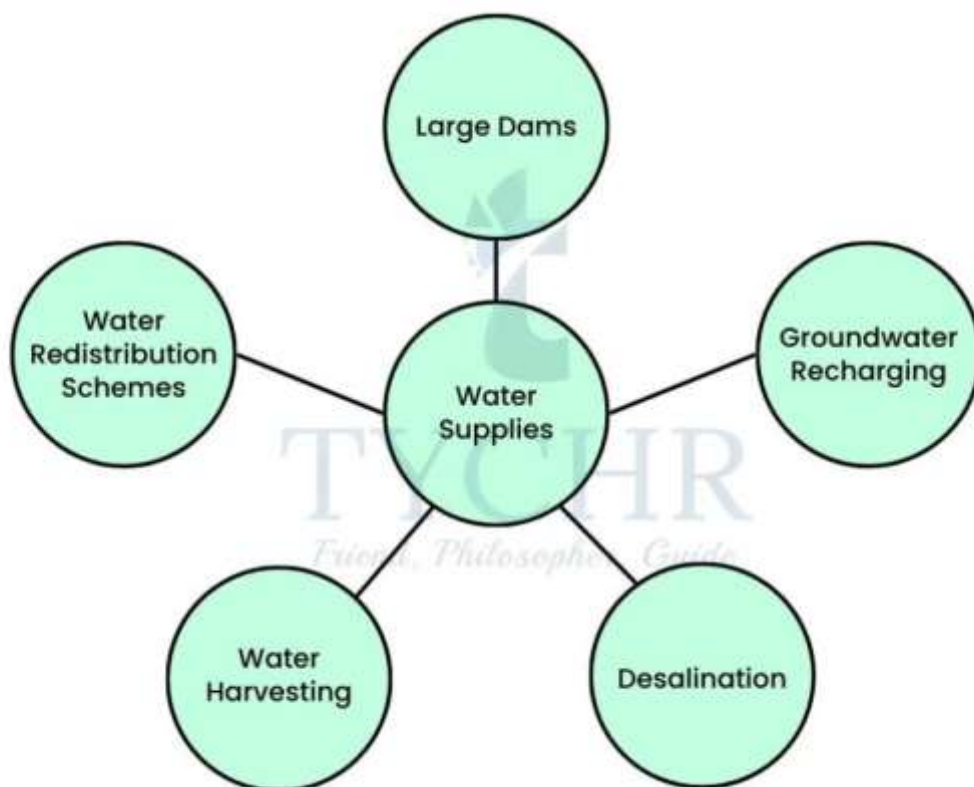 Large Dams
Water
Redistribution
Schemes
Groundwater
Recharging
Water
Supplies
TYCHR
Friend, Philosopher, Guide
Water
Harvesting
Desalination